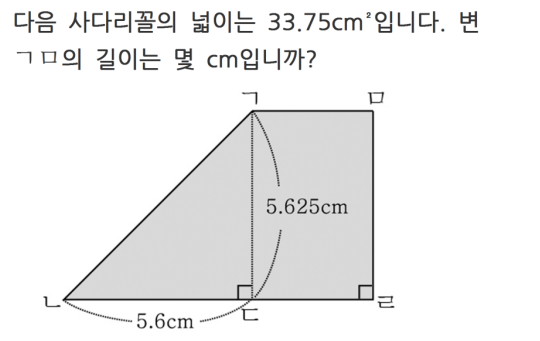 다음 사다리꼴의 넓이는 33.75cm²입니다. 변
ㄱㅁ의 길이는 몇 cm입니까?
ㄱ
ㅁ
5.625cm
ㄴ
5.6cm
ㄷ
ㄹ